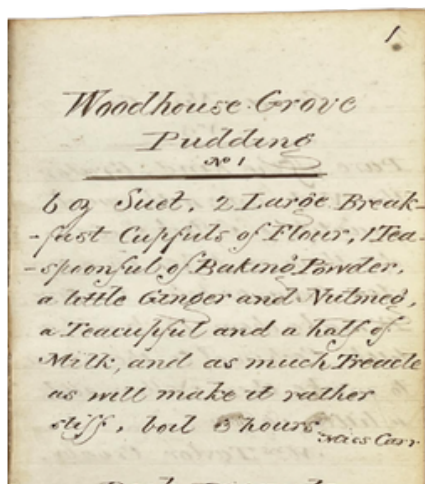 1
Woodhouse Grove
Pudding
No 1
6 oz Suet, 2 Large Break-
-fast Cupfuls of Flour, 1 Tea-
-spoonful of Baking Powder,
a little Ginger and Nutmeg,
a Teacupful and a half of
Milk, and as much Treacle
as will make it rather
stiff, boil 3 hours.
Miss Carr